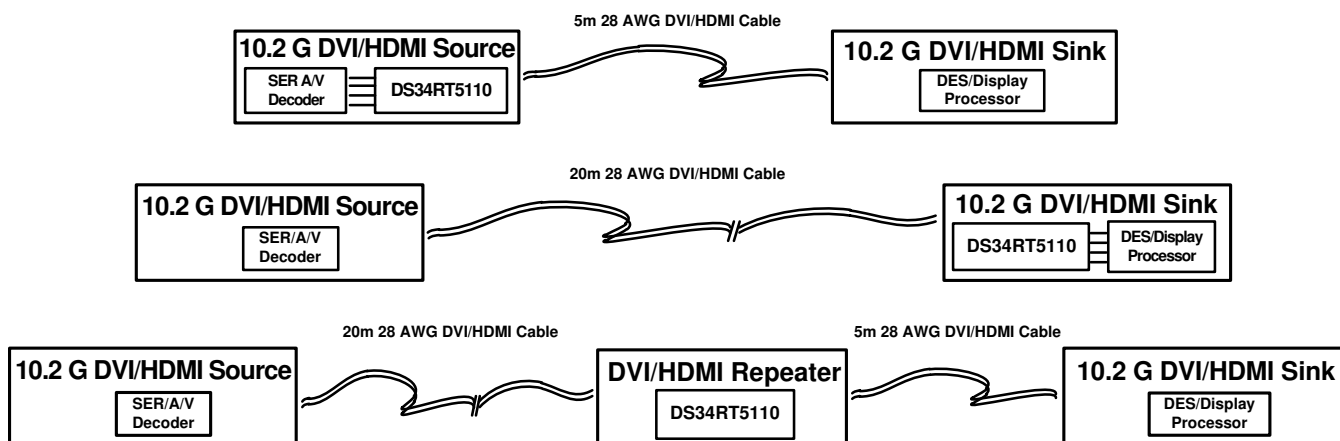 5m 28 AWG DVI/HDMI Cable
10.2 G DVI/HDMI Source
SER A/V
Decoder
DS34RT5110
10.2 G DVI/HDMI Sink
DES/Display
Processor
20m 28 AWG DVI/HDMI Cable
10.2 G DVI/HDMI Source
SER/A/V
Decoder
10.2 G DVI/HDMI Sink
DS34RT5110
DES/Display
Processor
20m 28 AWG DVI/HDMI Cable
5m 28 AWG DVI/HDMI Cable
10.2 G DVI/HDMI Source
SER/A/V
Decoder
DVI/HDMI Repeater
DS34RT5110
10.2 G DVI/HDMI Sink
DES/Display
Processor